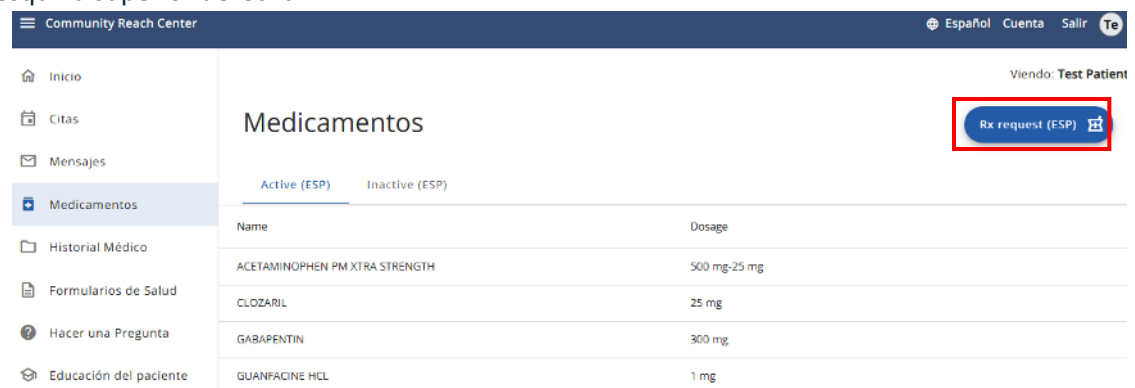 Community Reach Center Español Cuenta Salir Te
Inicio
Viendo: Test Patient
Citas
Medicamentos
Rx request (ESP)
Mensajes
Active (ESP) Inactive (ESP)
Medicamentos
Name Dosage
Historial Médico
ACETAMINOPHEN PM XTRA STRENGTH 500 mg-25 mg
Formularios de Salud
CLOZARIL 25 mg
Hacer una Pregunta
GABAPENTIN 300 mg
Educación del paciente
GUANFACINE HCL 1 mg